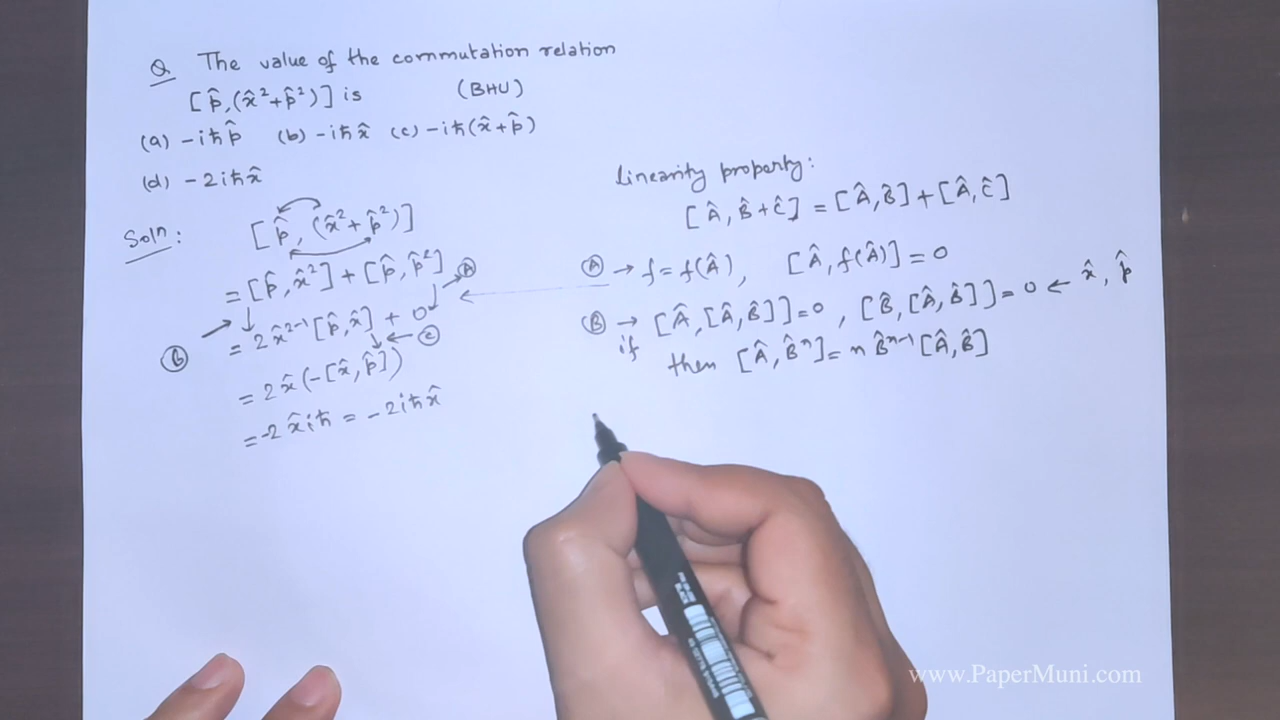 Q. The value of the commutation relation
[p̂,(x̂²+p̂²)] is (BHU)
(a) -iħp̂ (b) -iħx̂ (c) -iħ(x̂+p̂)
(d) -2iħx̂
Solⁿ:
[p̂, (x̂²+p̂²)]
= [p̂,x̂²] + [p̂,p̂²] Ⓐ
Ⓑ = 2x̂²⁻¹[p̂,x̂] + 0
= 2x̂(-[x̂,p̂]) Ⓒ
= -2x̂iħ = -2iħx̂
linearity property:
[Â, B̂+Ĉ] = [Â,B̂] + [Â,Ĉ]
Ⓐ → f = f(Â), [Â,f(Â)] = 0
Ⓑ → [Â,[Â,B̂]]=0, [B̂,[Â,B̂]]=0 ← x̂, p̂
if then [Â,B̂ⁿ] = n B̂ⁿ⁻¹[Â,B̂]
www.PaperMuni.com